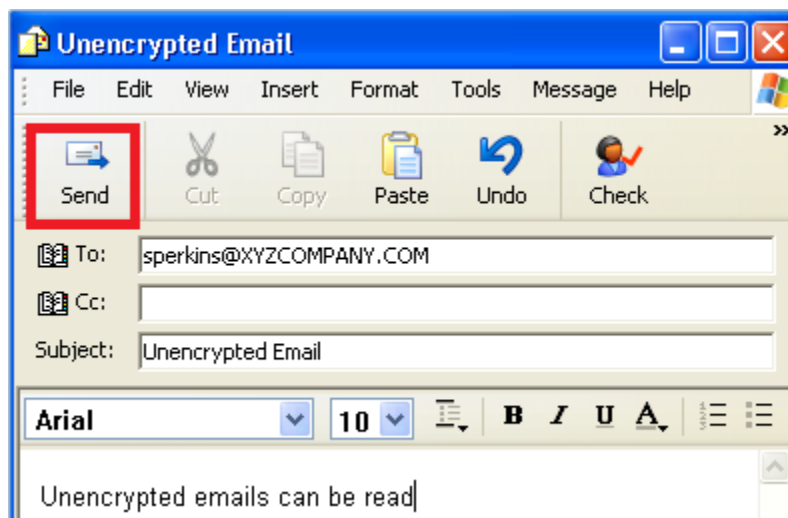 Unencrypted Email
File Edit View Insert Format Tools Message Help
Send Cut Copy Paste Undo Check
To: sperkins@XYZCOMPANY.COM
Cc:
Subject: Unencrypted Email
Arial 10 B I U A
Unencrypted emails can be read